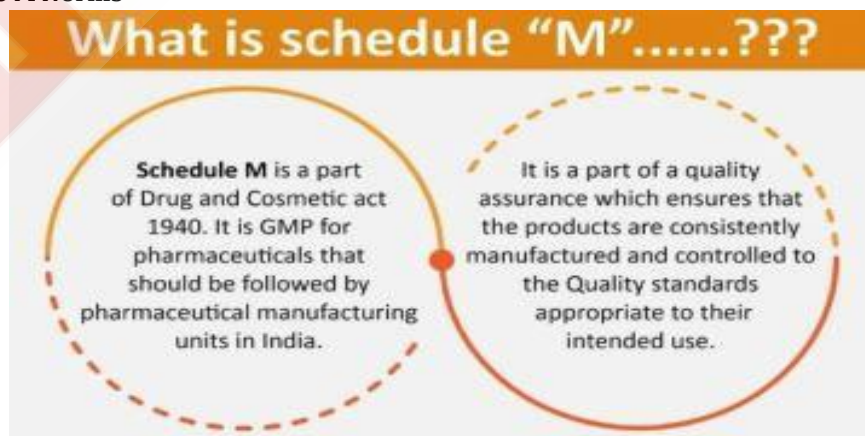 What is schedule “M”......???
Schedule M is a part
of Drug and Cosmetic act
1940. It is GMP for
pharmaceuticals that
should be followed by
pharmaceutical manufacturing
units in India.
It is a part of a quality
assurance which ensures that
the products are consistently
manufactured and controlled to
the Quality standards
appropriate to their
intended use.